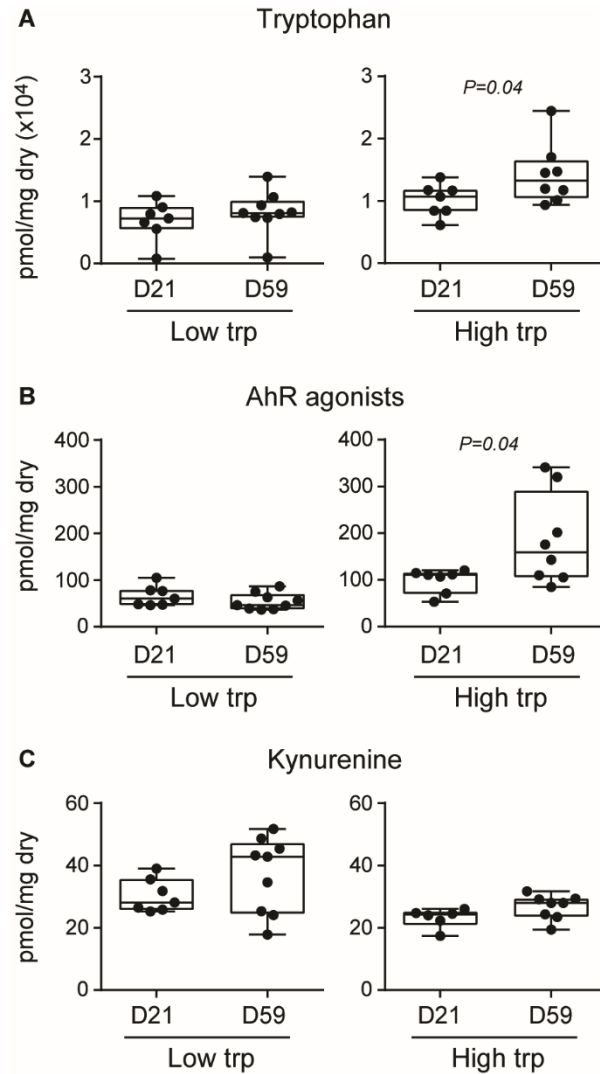 A Tryptophan
pmol/mg dry (x10⁴)
3
2
1
0
D21 D59
Low trp
3
2
1
0
P=0.04
D21 D59
High trp
B AhR agonists
pmol/mg dry
400
300
200
100
0
D21 D59
Low trp
400
300
200
100
0
P=0.04
D21 D59
High trp
C Kynurenine
pmol/mg dry
60
40
20
0
D21 D59
Low trp
60
40
20
0
D21 D59
High trp